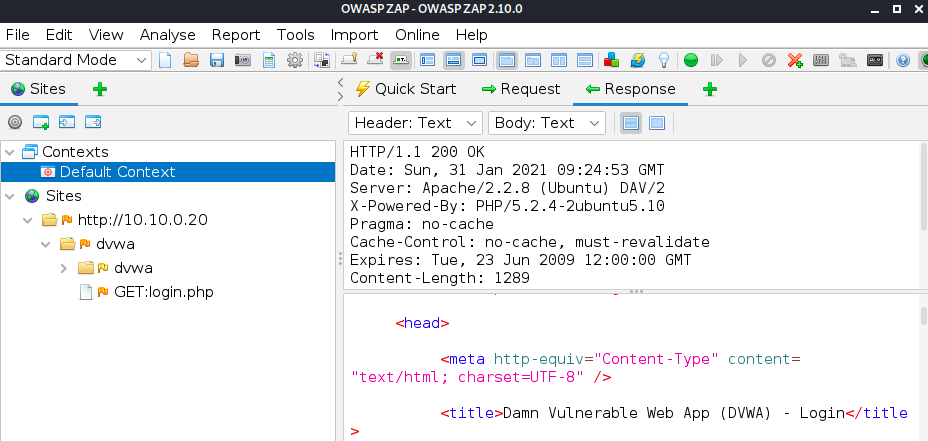 OWASP ZAP - OWASP ZAP 2.10.0
File Edit View Analyse Report Tools Import Online Help
Standard Mode
Sites
Quick Start Request Response
Header: Text Body: Text
Contexts
Default Context
Sites
http://10.10.0.20
dvwa
dvwa
GET:login.php
HTTP/1.1 200 OK
Date: Sun, 31 Jan 2021 09:24:53 GMT
Server: Apache/2.2.8 (Ubuntu) DAV/2
X-Powered-By: PHP/5.2.4-2ubuntu5.10
Pragma: no-cache
Cache-Control: no-cache, must-revalidate
Expires: Tue, 23 Jun 2009 12:00:00 GMT
Content-Length: 1289
<head>
<meta http-equiv="Content-Type" content=
"text/html; charset=UTF-8" />
<title>Damn Vulnerable Web App (DVWA) - Login</title
>